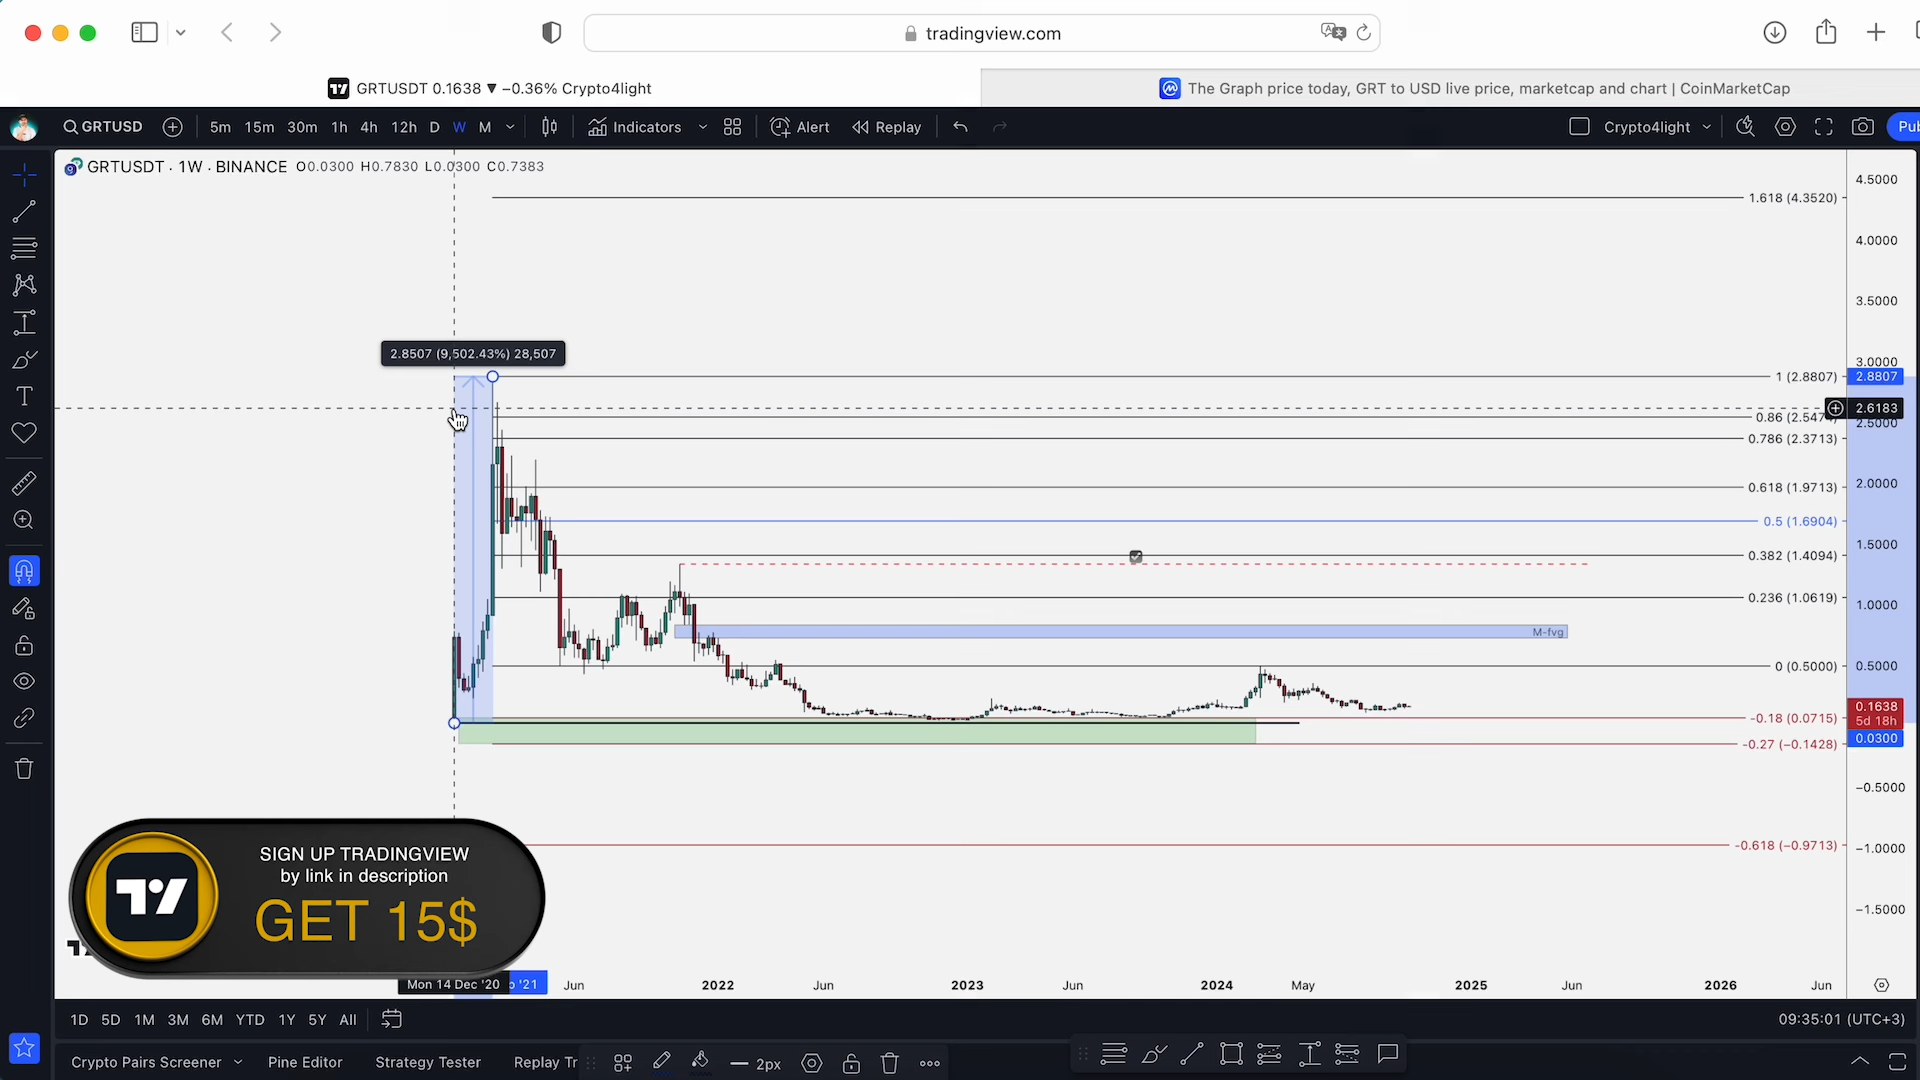 tradingview.com
GRTUSDT 0.1638 ▼ −0.36% Crypto4light
The Graph price today, GRT to USD live price, marketcap and chart | CoinMarketCap
GRTUSD 5m 15m 30m 1h 4h 12h D W M Indicators Alert Replay Crypto4light Pub
GRTUSDT · 1W · BINANCE O0.0300 H0.7830 L0.0300 C0.7383
4.5000
1.618 (4.3520)
4.0000
3.5000
2.8507 (9,502.43%) 28,507
3.0000
1 (2.8807) 2.8807
2.6183
0.86 (2.547
2.5000
0.786 (2.3713)
2.0000
0.618 (1.9713)
0.5 (1.6904)
1.5000
0.382 (1.4094)
0.236 (1.0619) 1.0000
M-fvg
0 (0.5000) 0.5000
0.1638
-0.18 (0.0715) 5d 18h
0.0300
-0.27 (−0.1428)
−0.5000
-0.618 (−0.9713) −1.0000
−1.5000
SIGN UP TRADINGVIEW
by link in description
GET 15$
Mon 14 Dec '20 '21 Jun 2022 Jun 2023 Jun 2024 May 2025 Jun 2026 Jun
1D 5D 1M 3M 6M YTD 1Y 5Y All 09:35:01 (UTC+3)
Crypto Pairs Screener Pine Editor Strategy Tester Replay Tr 2px